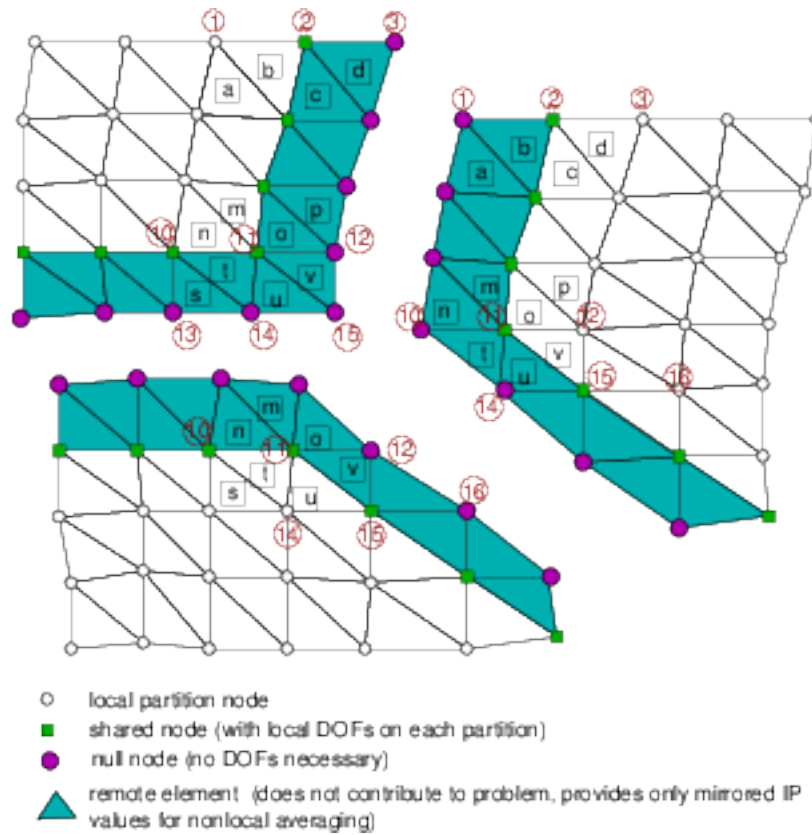 1 2 3
b d
a c
1 2 3
b d
a c
m p
10 n 11 o 12
t v
s u
13 14 15
m p
10 n 11 o 12
t v
u 15 16
14
m
10 n 11 o 12
t v
s u 16
14 15
local partition node
shared node (with local DOFs on each partition)
null node (no DOFs necessary)
remote element (does not contribute to problem, provides only mirrored IP
values for nonlocal averaging)